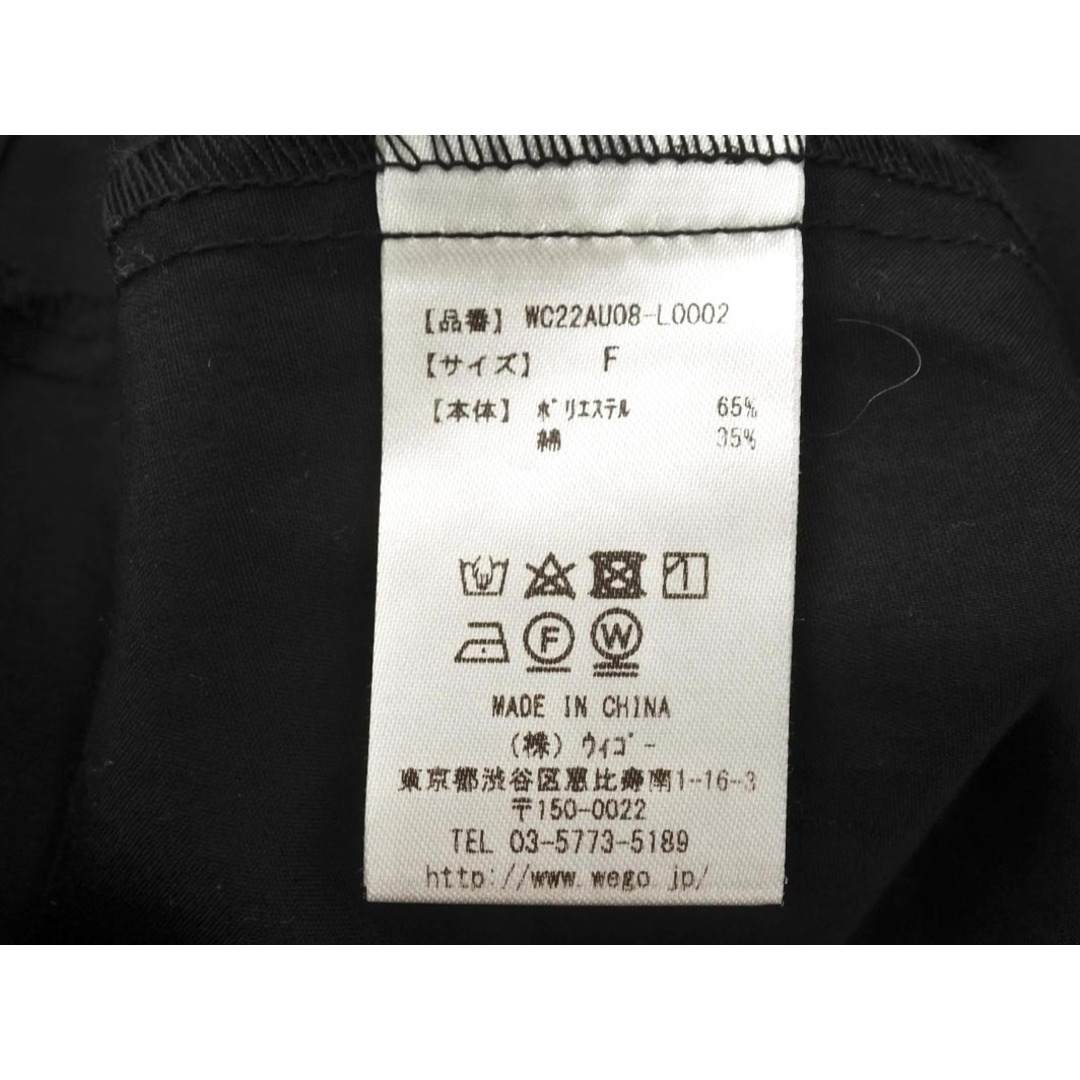 【品番】 WC22AU08-L0002
【サイズ】 F
【本体】 ポリエステル 65%
綿 35%
F W
MADE IN CHINA
(株) ウィゴー
東京都渋谷区恵比寿南1-16-3
〒150-0022
TEL 03-5773-5189
http://www.wego.jp/